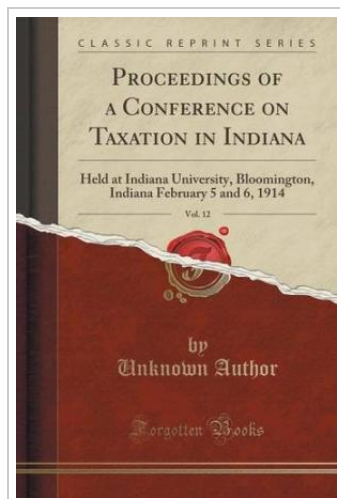 CLASSIC REPRINT SERIES
PROCEEDINGS OF
A CONFERENCE ON
TAXATION IN INDIANA
Held at Indiana University, Bloomington,
Indiana February 5 and 6, 1914
Vol. 12
by
Unknown Author
Forgotten Books